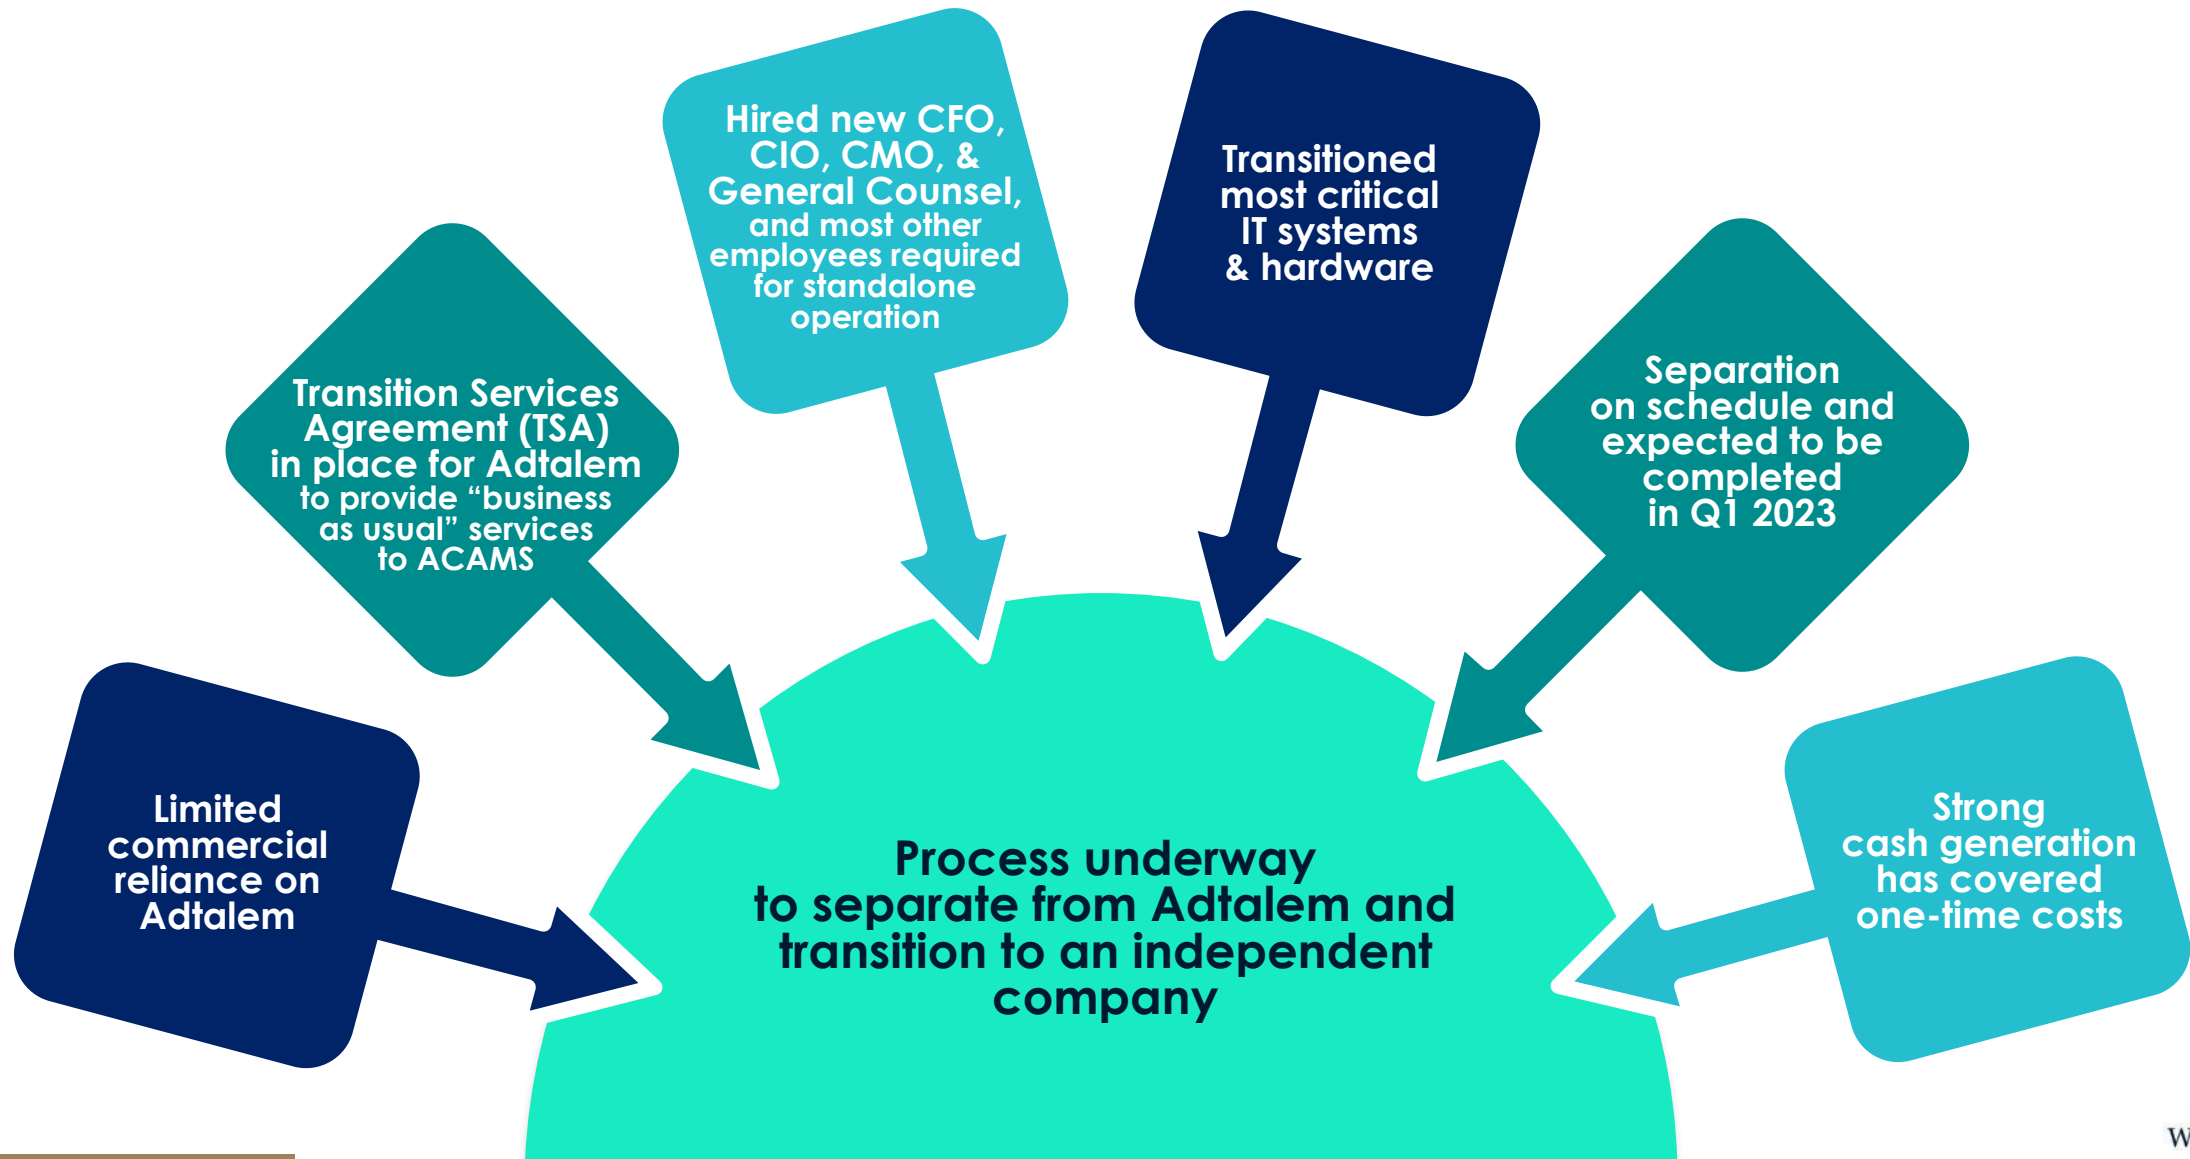 Hired new CFO,
CIO, CMO, &
General Counsel,
and most other
employees required
for standalone
operation
Transitioned
most critical
IT systems
& hardware
Transition Services
Agreement (TSA)
in place for Adtalem
to provide “business
as usual” services
to ACAMS
Separation
on schedule and
expected to be
completed
in Q1 2023
Limited
commercial
reliance on
Adtalem
Strong
cash generation
has covered
one-time costs
Process underway
to separate from Adtalem and
transition to an independent
company